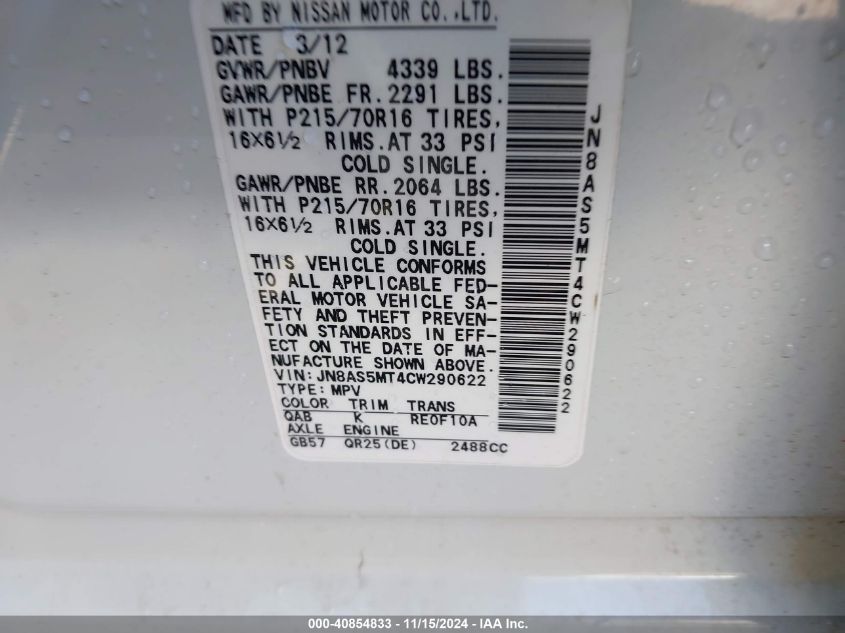 MFD BY NISSAN MOTOR CO.,LTD.
DATE 3/12
GVWR/PNBV 4339 LBS.
GAWR/PNBE FR.2291 LBS.
WITH P215/70R16 TIRES,
16X6½ RIMS.AT 33 PSI
COLD SINGLE.
GAWR/PNBE RR.2064 LBS.
WITH P215/70R16 TIRES,
16X6½ RIMS.AT 33 PSI
COLD SINGLE.
THIS VEHICLE CONFORMS
TO ALL APPLICABLE FED-
ERAL MOTOR VEHICLE SA-
FETY AND THEFT PREVEN-
TION STANDARDS IN EFF-
ECT ON THE DATE OF MA-
NUFACTURE SHOWN ABOVE.
VIN: JN8AS5MT4CW290622
TYPE: MPV
COLOR TRIM TRANS
QAB K RE0F10A
AXLE ENGINE
GB57 QR25(DE) 2488CC
JN8AS5MT4CW290622
000-40854833 - 11/15/2024 - IAA Inc.